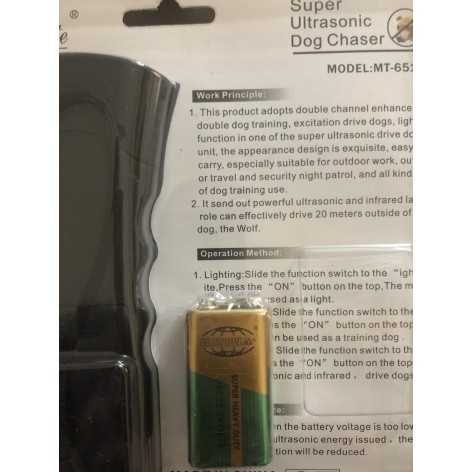 Super
Ultrasonic
Dog Chaser
®
MODEL:MT-651
Work Principle:
1. This product adopts double channel enhance
double dog training, excitation drive dogs, ligh
function in one of the super ultrasonic drive do
unit, the appearance design is exquisite, easy
carry, especially suitable for outdoor work, ou
or travel and security night patrol, and all kind
of dog training use.
2. It send out powerful ultrasonic and infrared la
role can effectively drive 20 meters outside of
dog, the Wolf.
Operation Method:
1. Lighting:Slide the function switch to the “igh
ite,Press the “ON” button on the top,The m
used as a light.
Slide the function switch to the
s the “ON” button on the top
n be used as a training dog.
Slide the function switch to th
s the “ON” button on the top
nic and infrared , drive dogs
SUPER HEAVY DUTY
n the battery voltage is too low
ultrasonic energy issued , the
tion will be reduced.